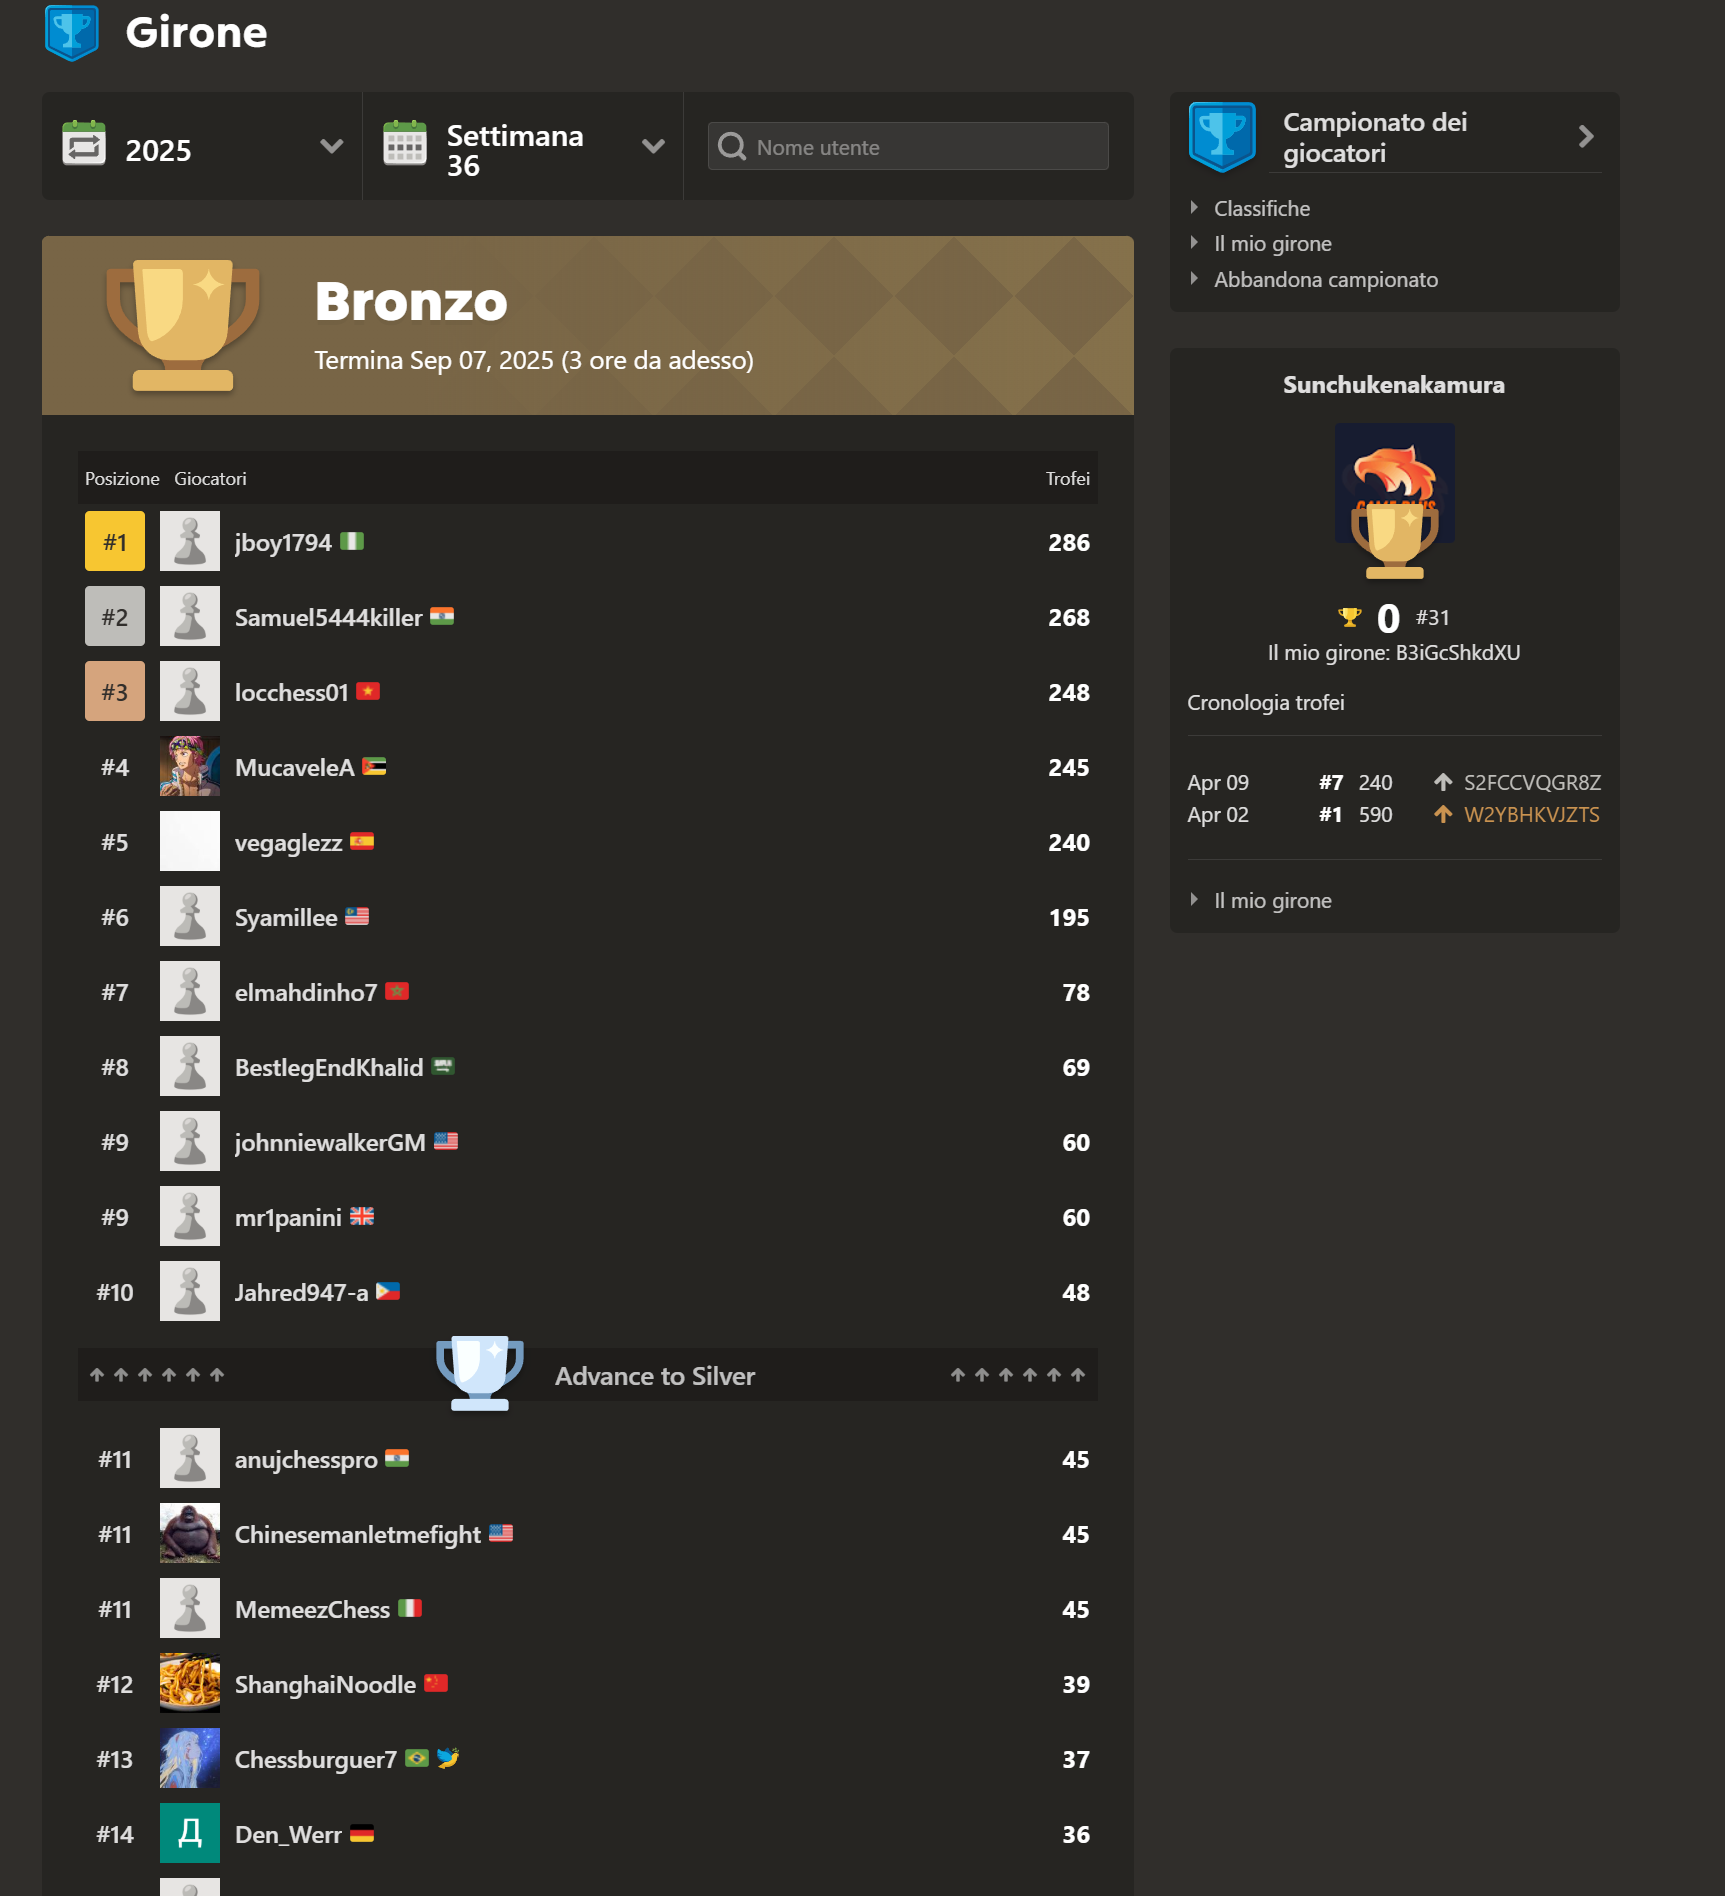 Girone
2025
Settimana
36
Nome utente
Bronzo
Termina Sep 07, 2025 (3 ore da adesso)
Posizione Giocatori Trofei
#1 jboy1794 286
#2 Samuel5444killer 268
#3 locchess01 248
#4 MucaveleA 245
#5 vegaglezz 240
#6 Syamillee 195
#7 elmahdinho7 78
#8 BestlegEndKhalid 69
#9 johnniewalkerGM 60
#9 mr1panini 60
#10 Jahred947-a 48
Advance to Silver
#11 anujchesspro 45
#11 Chinesemanletmefight 45
#11 MemeezChess 45
#12 ShanghaiNoodle 39
#13 Chessburguer7 37
#14 Д Den_Werr 36
Campionato dei
giocatori
Classifiche
Il mio girone
Abbandona campionato
Sunchukenakamura
0 #31
Il mio girone: B3iGcShkdXU
Cronologia trofei
Apr 09 #7 240 S2FCCVQGR8Z
Apr 02 #1 590 W2YBHKVJZTS
Il mio girone